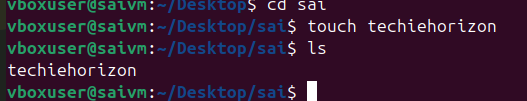 vboxuser@saivm:~/Desktop$ cd sai
vboxuser@saivm:~/Desktop/sai$ touch techiehorizon
vboxuser@saivm:~/Desktop/sai$ ls
techiehorizon
vboxuser@saivm:~/Desktop/sai$